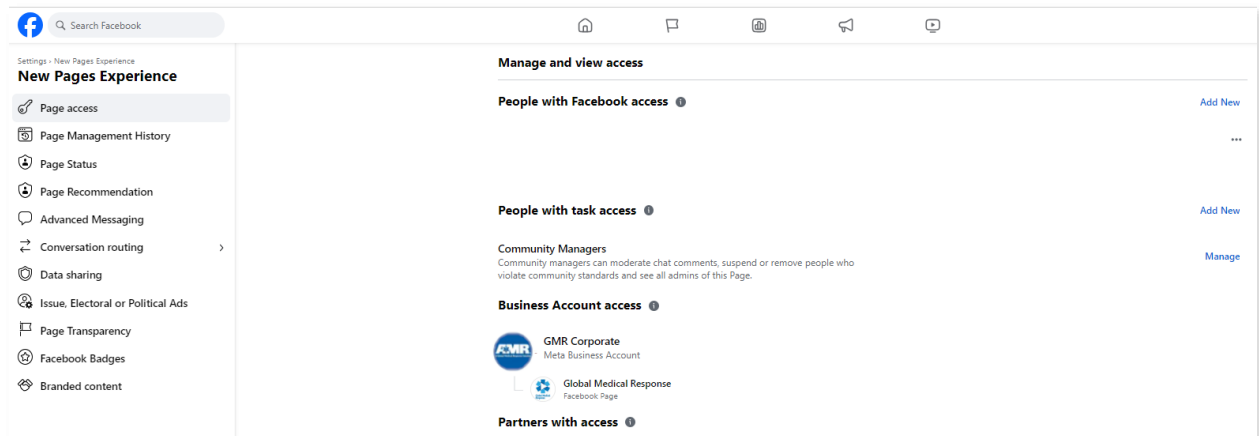 Search Facebook
Settings › New Pages Experience
New Pages Experience
Page access
Page Management History
Page Status
Page Recommendation
Advanced Messaging
Conversation routing
Data sharing
Issue, Electoral or Political Ads
Page Transparency
Facebook Badges
Branded content
Manage and view access
People with Facebook access
Add New
People with task access
Add New
Community Managers
Community managers can moderate chat comments, suspend or remove people who
violate community standards and see all admins of this Page.
Manage
Business Account access
GMR Corporate
Meta Business Account
Global Medical Response
Facebook Page
Partners with access